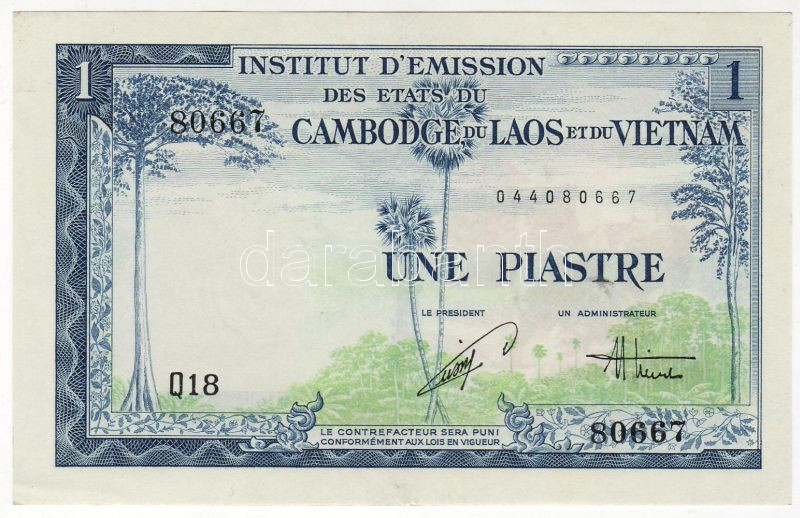 1
1
INSTITUT D'EMISSION
DES ETATS DU
80667
CAMBODGE, DU LAOS ET DU VIETNAM
044080667
darabanth
UNE PIASTRE
LE PRESIDENT
UN ADMINISTRATEUR
Q18
LE CONTREFACTEUR SERA PUNI
CONFORMÉMENT AUX LOIS EN VIGUEUR
80667